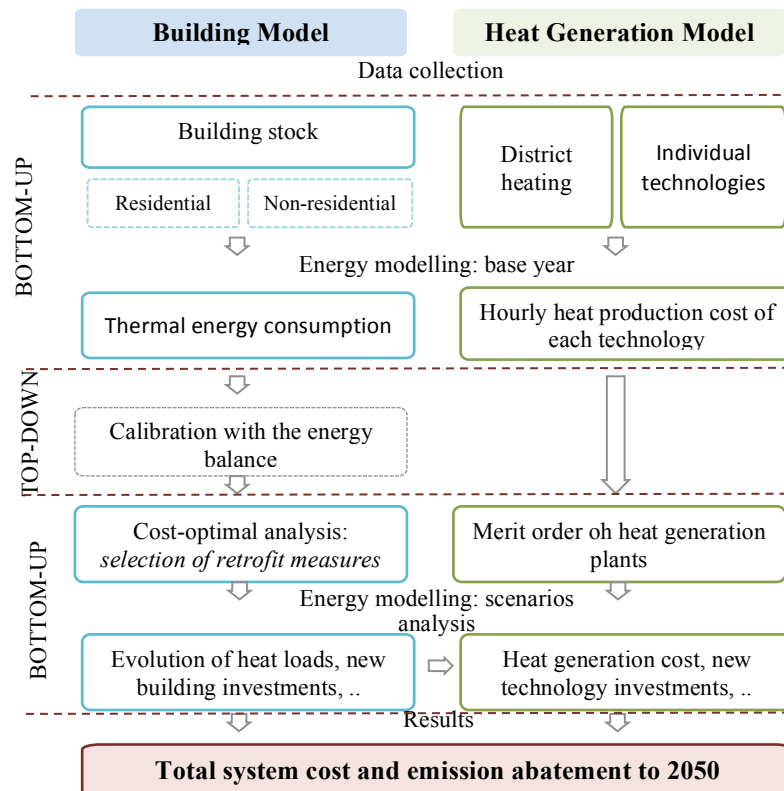 Building Model
Heat Generation Model
Data collection
BOTTOM-UP
Building stock
Residential
Non-residential
District
heating
Individual
technologies
Energy modelling: base year
Thermal energy consumption
Hourly heat production cost of
each technology
TOP-DOWN
Calibration with the energy
balance
BOTTOM-UP
Cost-optimal analysis:
selection of retrofit measures
Merit order oh heat generation
plants
Energy modelling: scenarios
analysis
Evolution of heat loads, new
building investments, ..
Heat generation cost, new
technology investments, ..
Results
Total system cost and emission abatement to 2050